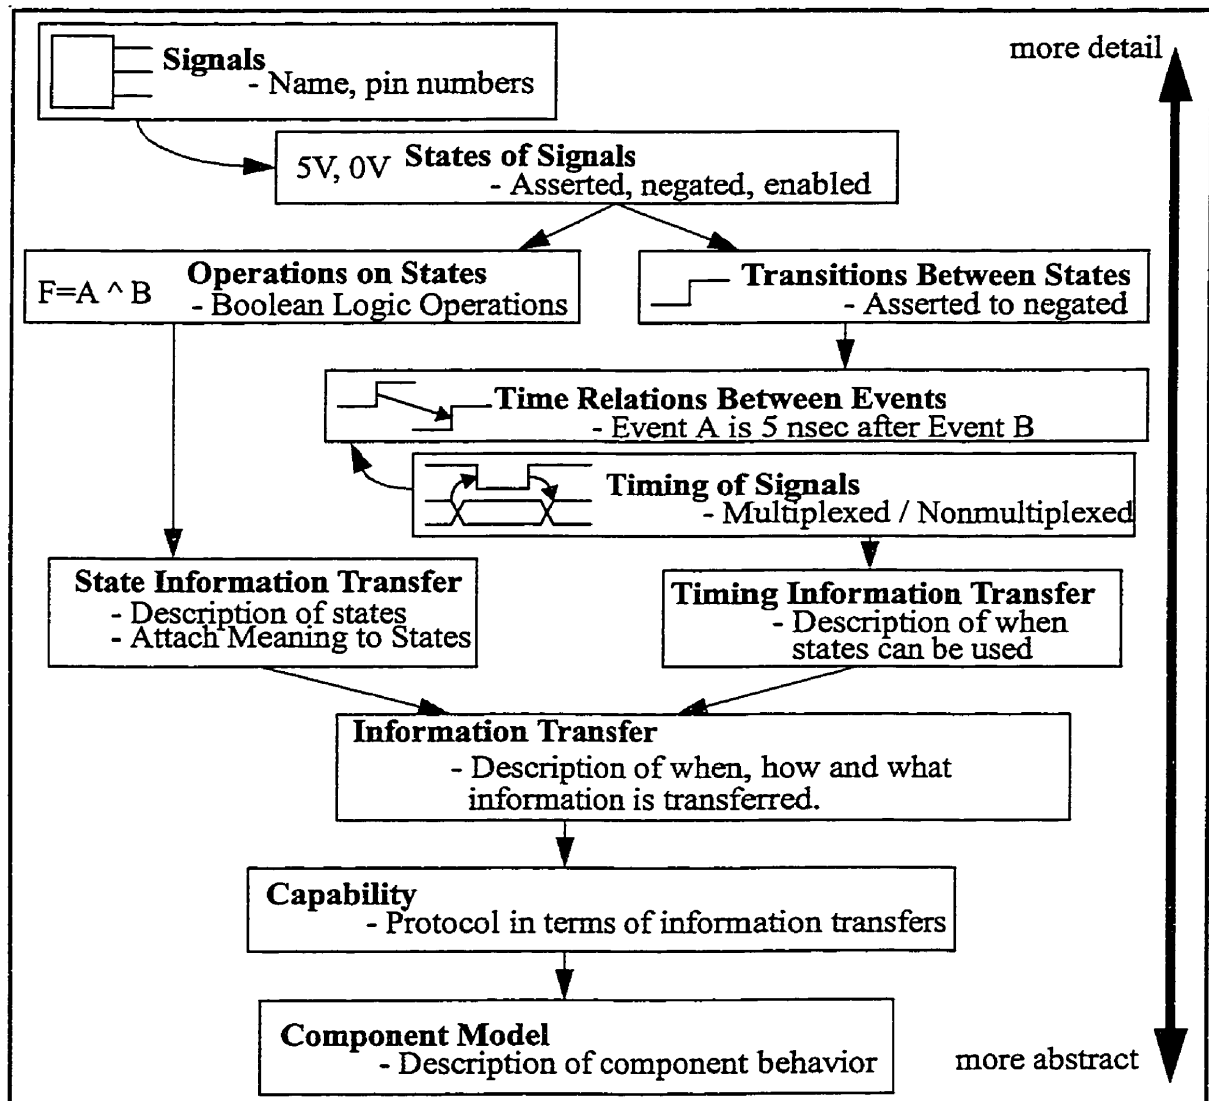 more detail
Signals
- Name, pin numbers
5V, 0V States of Signals
- Asserted, negated, enabled
F=A ^ B
Operations on States
- Boolean Logic Operations
Transitions Between States
- Asserted to negated
Time Relations Between Events
- Event A is 5 nsec after Event B
Timing of Signals
- Multiplexed / Nonmultiplexed
State Information Transfer
- Description of states
- Attach Meaning to States
Timing Information Transfer
- Description of when
states can be used
Information Transfer
- Description of when, how and what
information is transferred.
Capability
- Protocol in terms of information transfers
Component Model
- Description of component behavior
more abstract